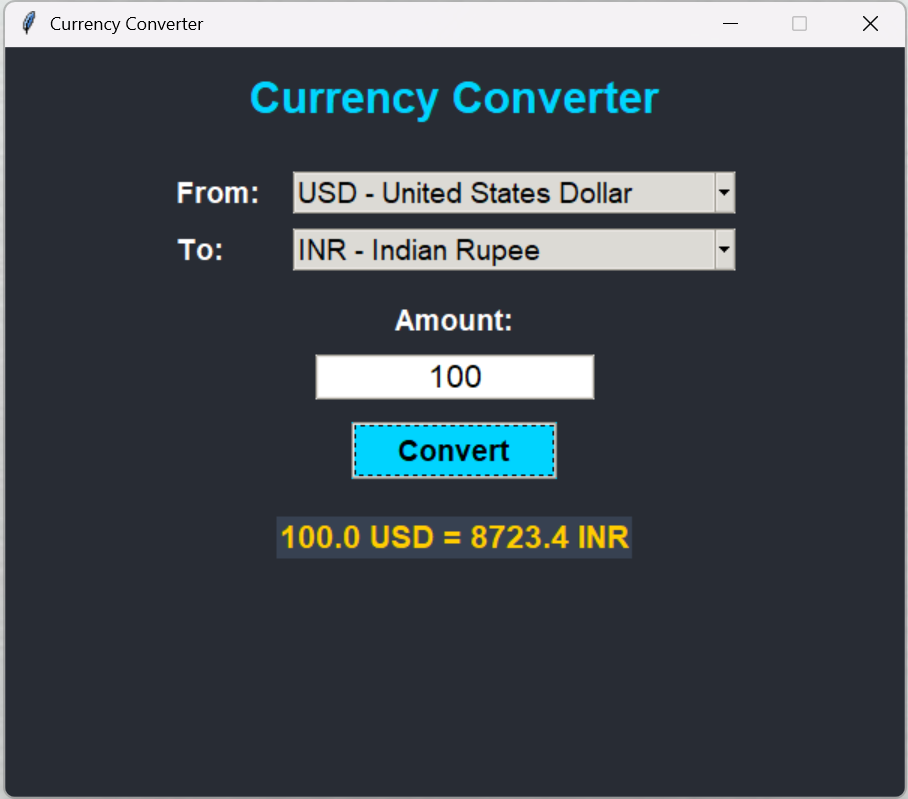 Currency Converter
Currency Converter
From: USD - United States Dollar
To: INR - Indian Rupee
Amount:
100
Convert
100.0 USD = 8723.4 INR